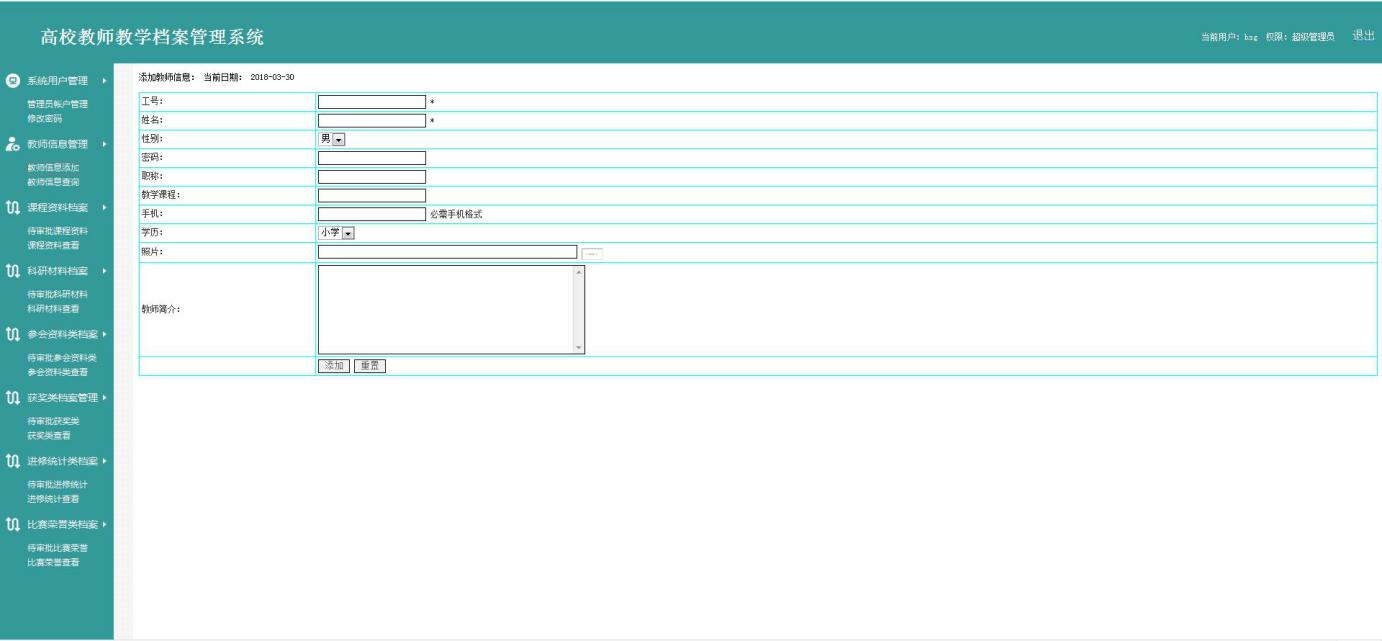 高校教师教学档案管理系统
当前用户: hsg 权限: 超级管理员 退出
系统用户管理
管理员帐户管理
修改密码
教师信息管理
教师信息添加
教师信息查询
课程资料档案
待审批课程资料
课程资料查看
科研材料档案
待审批科研材料
科研材料查看
参会资料类档案
待审批参会资料类
参会资料类查看
获奖类档案管理
待审批获奖类
获奖类查看
进修统计类档案
待审批进修统计
进修统计查看
比赛荣誉类档案
待审批比赛荣誉
比赛荣誉查看
添加教师信息: 当前日期: 2018-03-30
工号: *
姓名: *
性别: 男
密码:
职称:
教学课程:
手机: 必需手机格式
学历: 小学
照片:
教师简介:
添加 重置